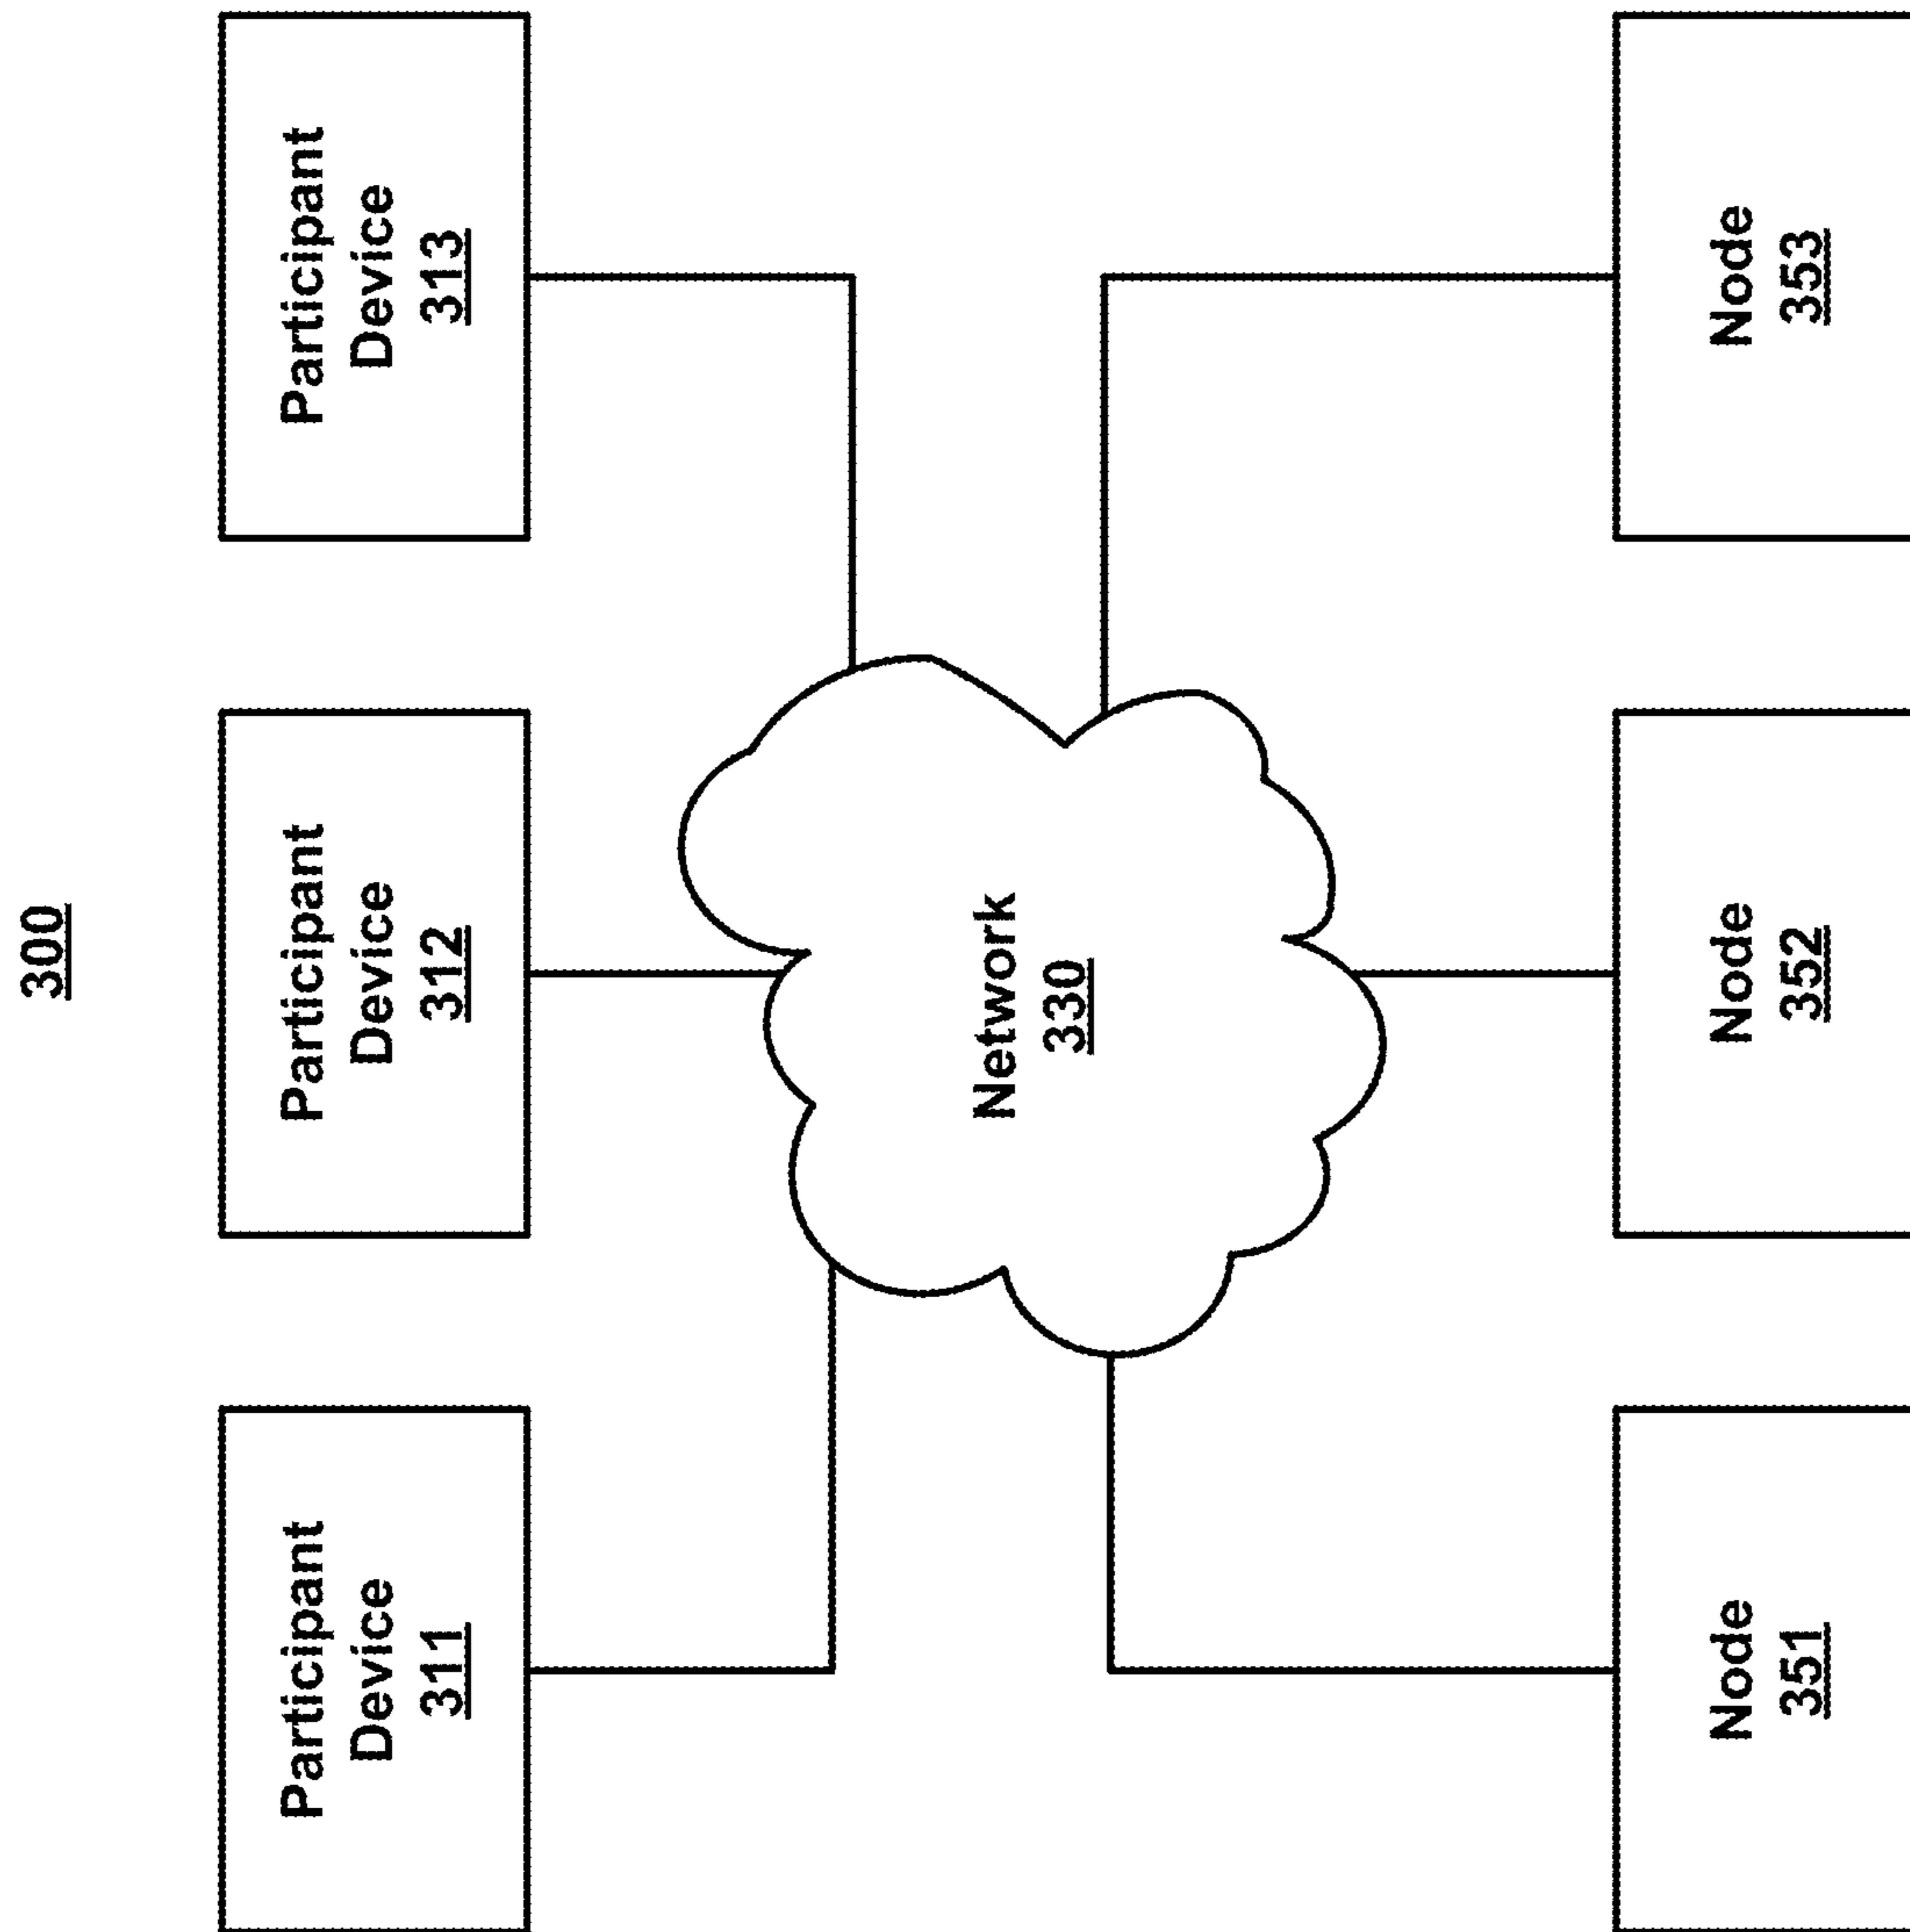 300
Participant
Device
311
Participant
Device
312
Participant
Device
313
Network
330
Node
351
Node
352
Node
353